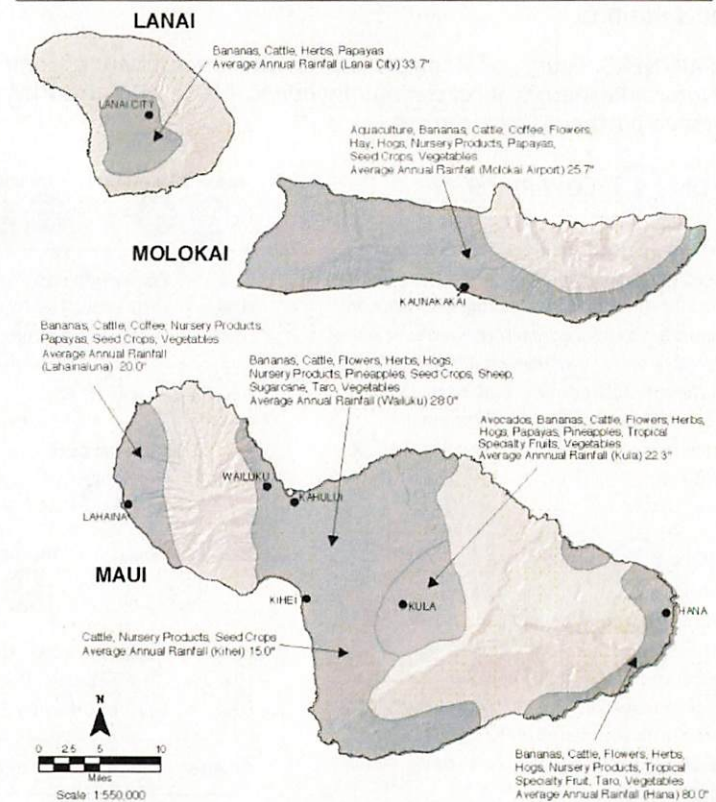 LANAI
Bananas, Cattle, Herbs, Papayas
Average Annual Rainfall (Lanai City) 33.7"
LANAI CITY
Aquaculture, Bananas, Cattle, Coffee, Flowers,
Hay, Hogs, Nursery Products, Papayas,
Seed Crops, Vegetables
Average Annual Rainfall (Molokai Airport) 25.7"
MOLOKAI
KAUNAKAKAI
Bananas, Cattle, Coffee, Nursery Products,
Papayas, Seed Crops, Vegetables
Average Annual Rainfall
(Lahainaluna) 20.0"
Bananas, Cattle, Flowers, Herbs, Hogs,
Nursery Products, Pineapples, Seed Crops, Sheep,
Sugarcane, Taro, Vegetables
Average Annual Rainfall (Wailuku) 28.0"
Avocados, Bananas, Cattle, Flowers, Herbs,
Hogs, Papayas, Pineapples, Tropical
Specialty Fruits, Vegetables
Average Annnual Rainfall (Kula) 22.3"
WAILUKU
KAHULUI
LAHAINA
MAUI
KIHEI
KULA
HANA
Cattle, Nursery Products, Seed Crops
Average Annual Rainfall (Kihei) 15.0"
N
0 2.5 5 10
Miles
Scale: 1:550,000
Bananas, Cattle, Flowers, Herbs,
Hogs, Nursery Products, Tropical
Specialty Fruit, Taro, Vegetables
Average Annual Rainfall (Hana) 80.0"